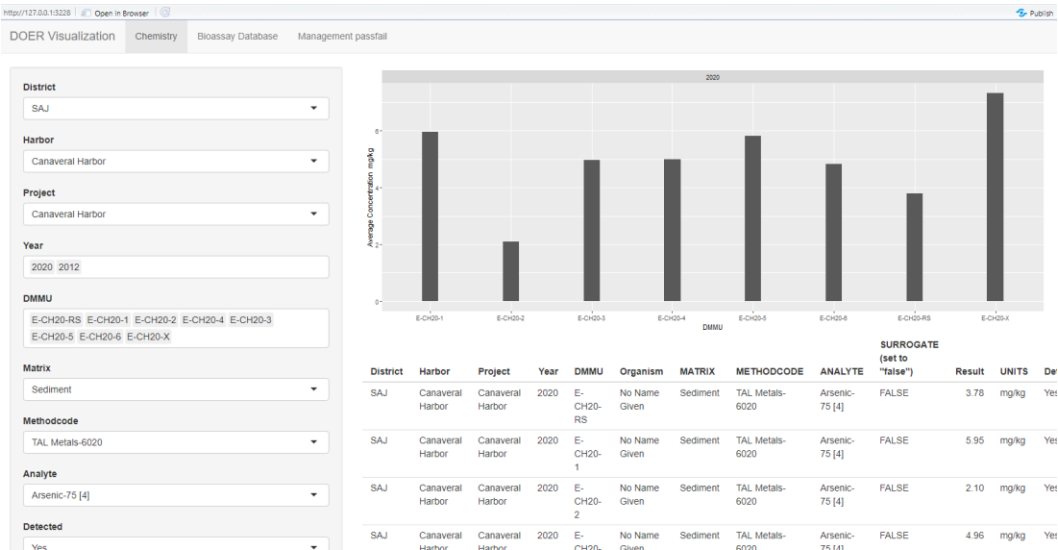 http://127.0.0.1:3228 Open in Browser Publish
DOER Visualization Chemistry Bioassay Database Management passfail
District
SAJ
Harbor
Canaveral Harbor
Project
Canaveral Harbor
Year
2020 2012
DMMU
E-CH20-RS E-CH20-1 E-CH20-2 E-CH20-4 E-CH20-3
E-CH20-5 E-CH20-6 E-CH20-X
Matrix
Sediment
Methodcode
TAL Metals-6020
Analyte
Arsenic-75 [4]
Detected
Yes
2020
Average Concentration mg/kg
6
4
2
0
E-CH20-1 E-CH20-2 E-CH20-3 E-CH20-4 E-CH20-5 E-CH20-6 E-CH20-RS E-CH20-X
DMMU
SURROGATE
(set to
District Harbor Project Year DMMU Organism MATRIX METHODCODE ANALYTE "false") Result UNITS Det
SAJ Canaveral Canaveral 2020 E- No Name Sediment TAL Metals- Arsenic- FALSE 3.78 mg/kg Yes
Harbor Harbor CH20- Given 6020 75 [4]
RS
SAJ Canaveral Canaveral 2020 E- No Name Sediment TAL Metals- Arsenic- FALSE 5.95 mg/kg Yes
Harbor Harbor CH20- Given 6020 75 [4]
1
SAJ Canaveral Canaveral 2020 E- No Name Sediment TAL Metals- Arsenic- FALSE 2.10 mg/kg Yes
Harbor Harbor CH20- Given 6020 75 [4]
2
SAJ Canaveral Canaveral 2020 E- No Name Sediment TAL Metals- Arsenic- FALSE 4.96 mg/kg Yes
Harbor Harbor CH20- Given 6020 75 [4]